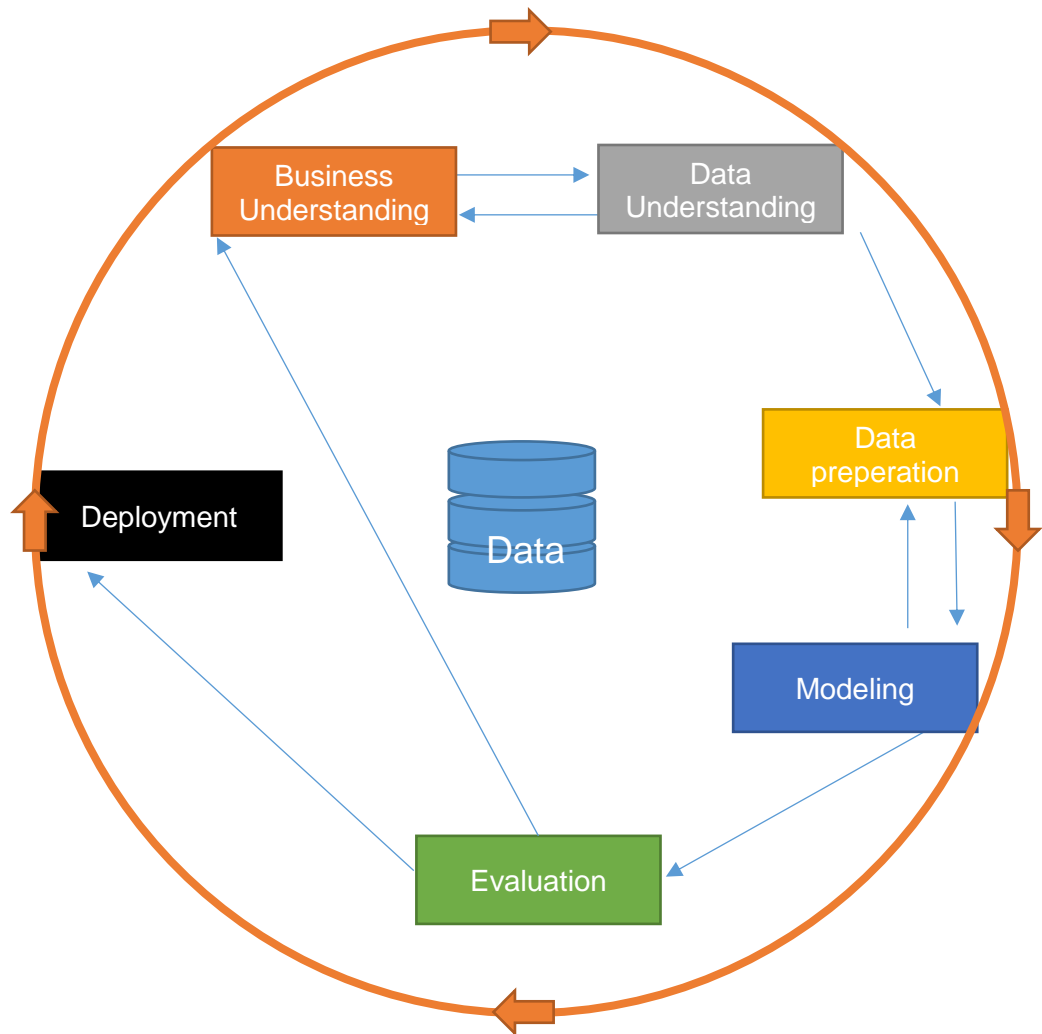 Business
Understanding
Data
Understanding
Data
preperation
Deployment
Data
Modeling
Evaluation